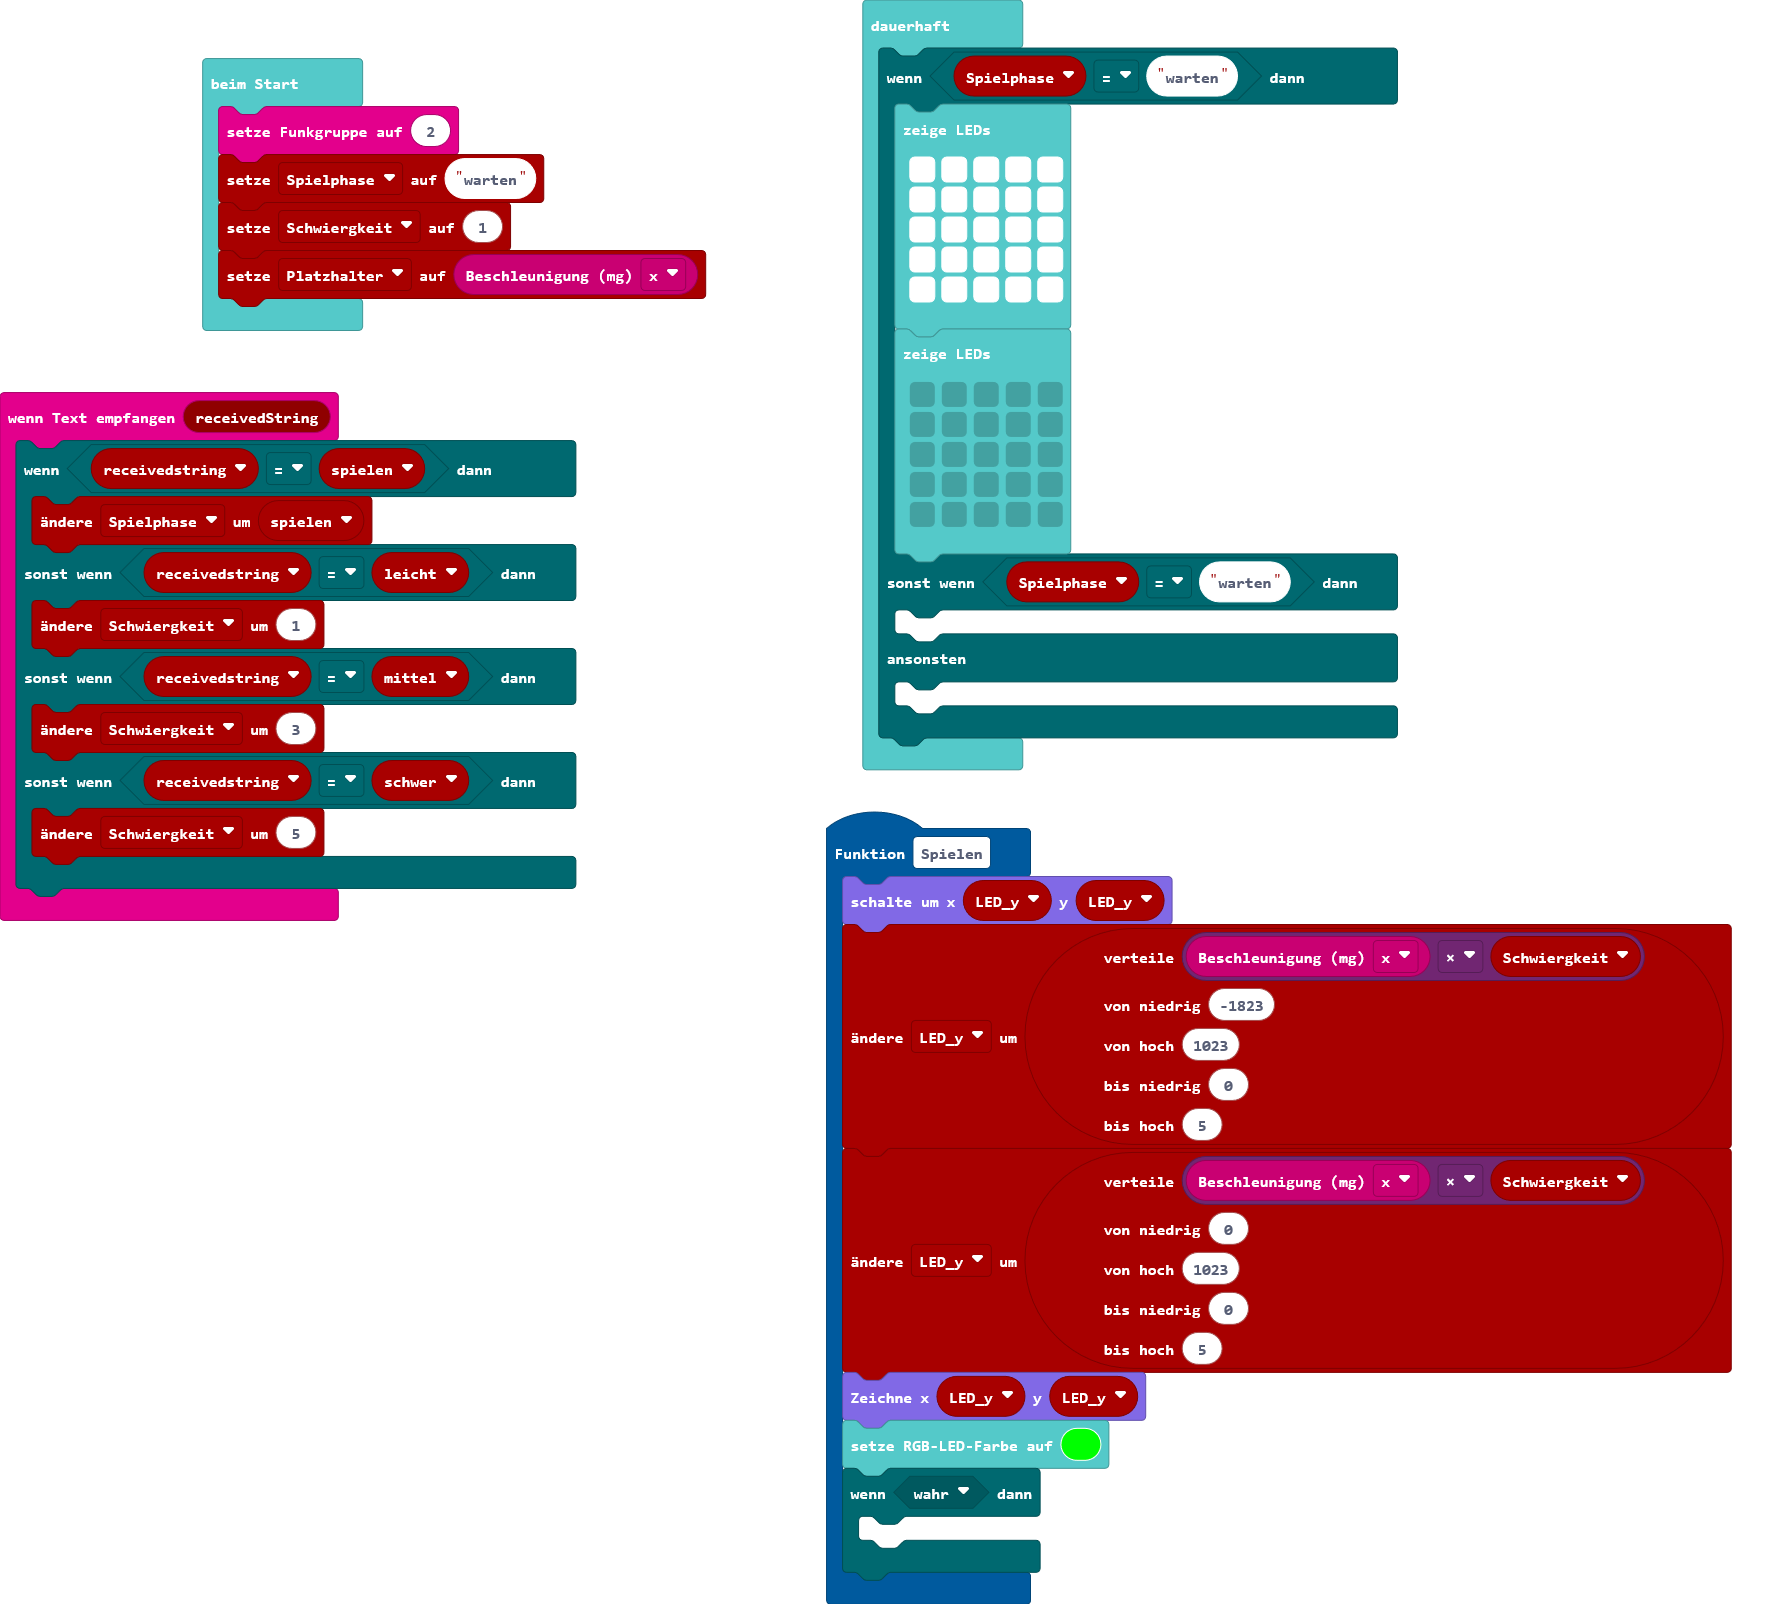 beim Start
setze Funkgruppe auf 2
setze Spielphase auf "warten"
setze Schwiergkeit auf 1
setze Platzhalter auf Beschleunigung (mg) x
wenn Text empfangen receivedString
wenn receivedstring = spielen dann
ändere Spielphase um spielen
sonst wenn receivedstring = leicht dann
ändere Schwiergkeit um 1
sonst wenn receivedstring = mittel dann
ändere Schwiergkeit um 3
sonst wenn receivedstring = schwer dann
ändere Schwiergkeit um 5
dauerhaft
wenn Spielphase = "warten" dann
zeige LEDs
zeige LEDs
sonst wenn Spielphase = "warten" dann
ansonsten
Funktion Spielen
schalte um x LED_y y LED_y
ändere LED_y um
verteile Beschleunigung (mg) x × Schwiergkeit
von niedrig -1823
von hoch 1023
bis niedrig 0
bis hoch 5
ändere LED_y um
verteile Beschleunigung (mg) x × Schwiergkeit
von niedrig 0
von hoch 1023
bis niedrig 0
bis hoch 5
Zeichne x LED_y y LED_y
setze RGB-LED-Farbe auf
wenn wahr dann